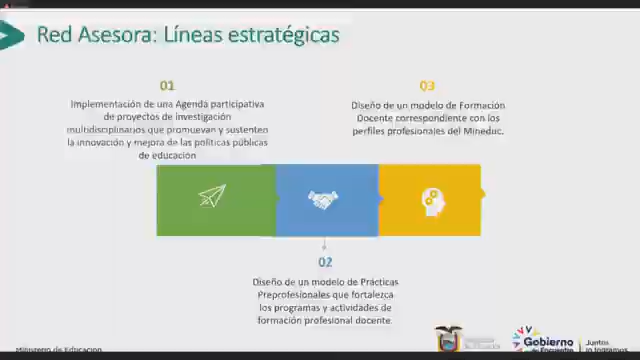 Red Asesora: Líneas estratégicas
01
Implementación de una Agenda participativa
de proyectos de investigación
multidisciplinarios que promuevan y sustenten
la innovación y mejora de las políticas públicas
de educación
03
Diseño de un modelo de Formación
Docente correspondiente con los
perfiles profesionales del Mineduc.
02
Diseño de un modelo de Prácticas
Preprofesionales que fortalezca
los programas y actividades de
formación profesional docente.
Ministerio de Educación
Gobierno
del Encuentro
Juntos
lo logramos